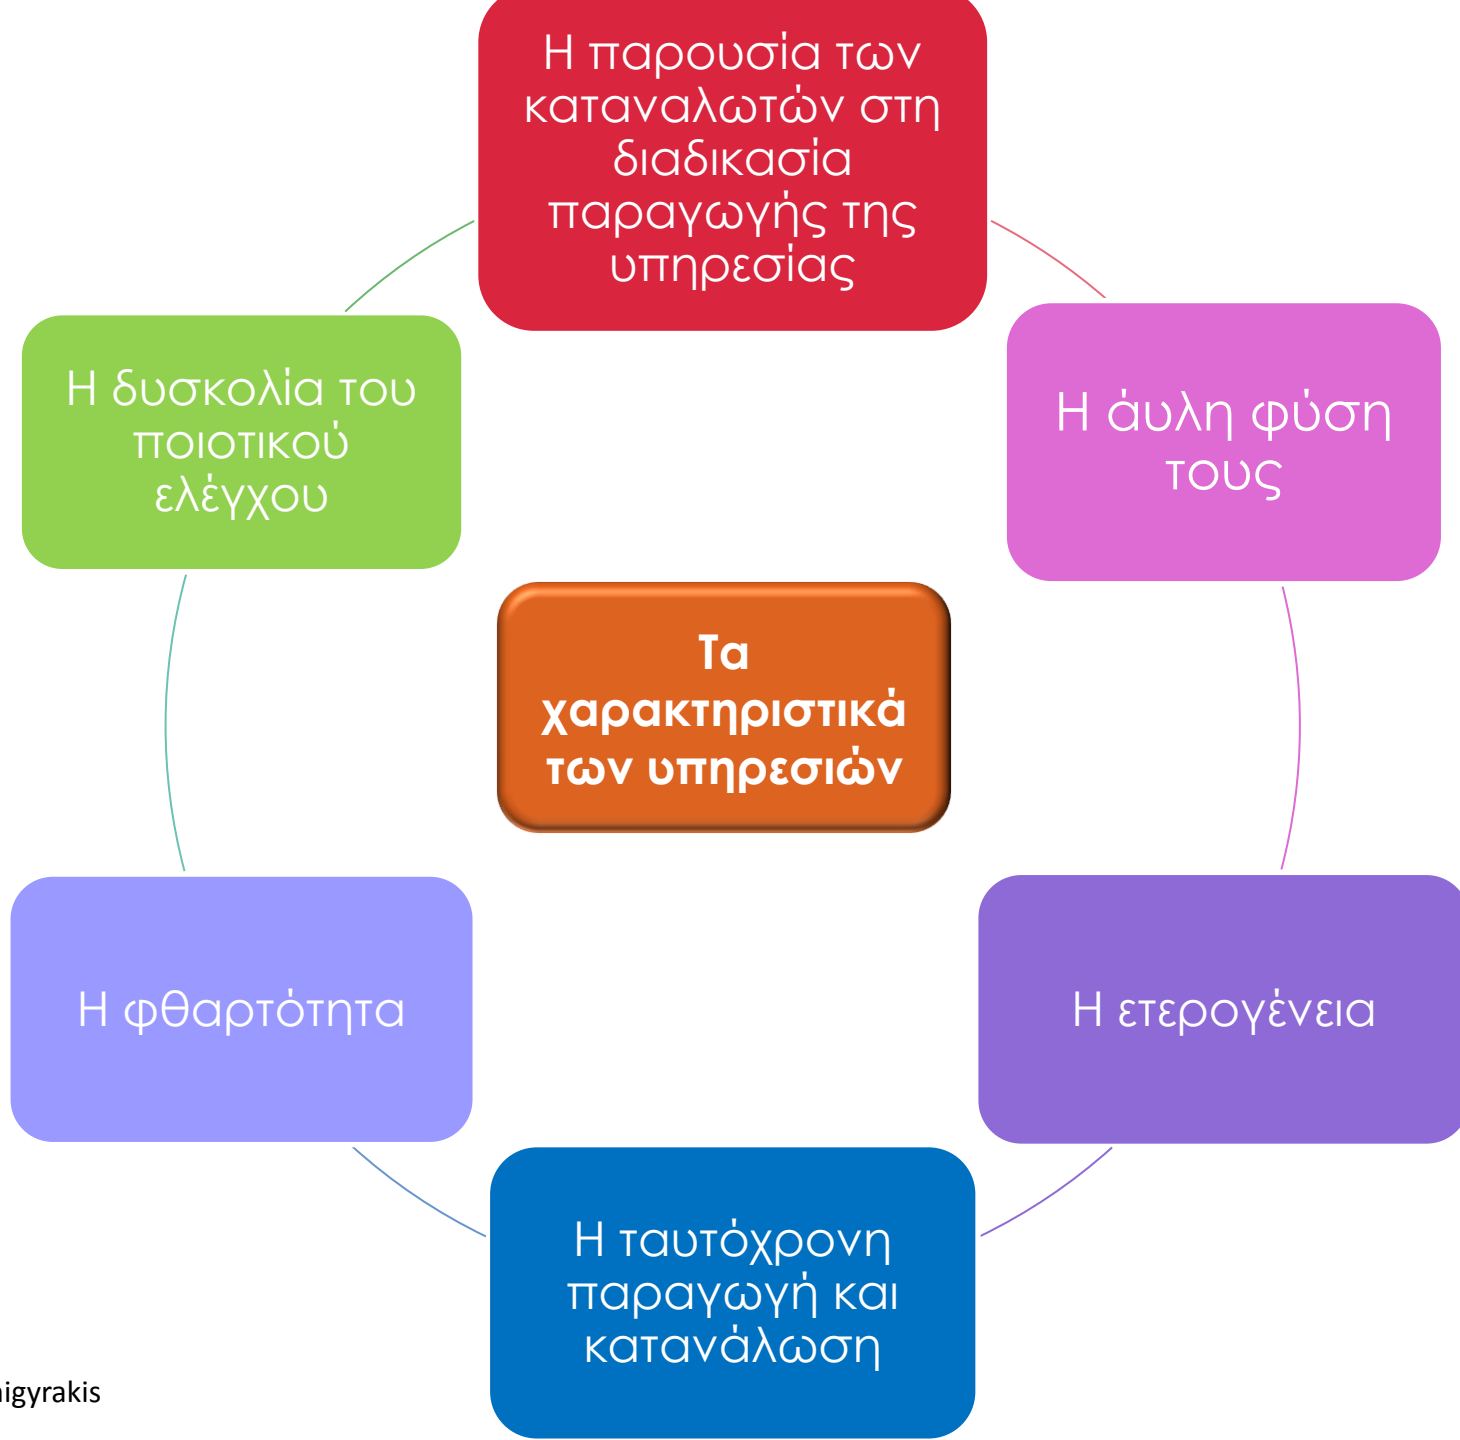 Η παρουσία των
καταναλωτών στη
διαδικασία
παραγωγής της
υπηρεσίας
Η άυλη φύση
τους
Η ετερογένεια
Η ταυτόχρονη
παραγωγή και
κατανάλωση
Η φθαρτότητα
Η δυσκολία του
ποιοτικού
ελέγχου
Τα
χαρακτηριστικά
των υπηρεσιών